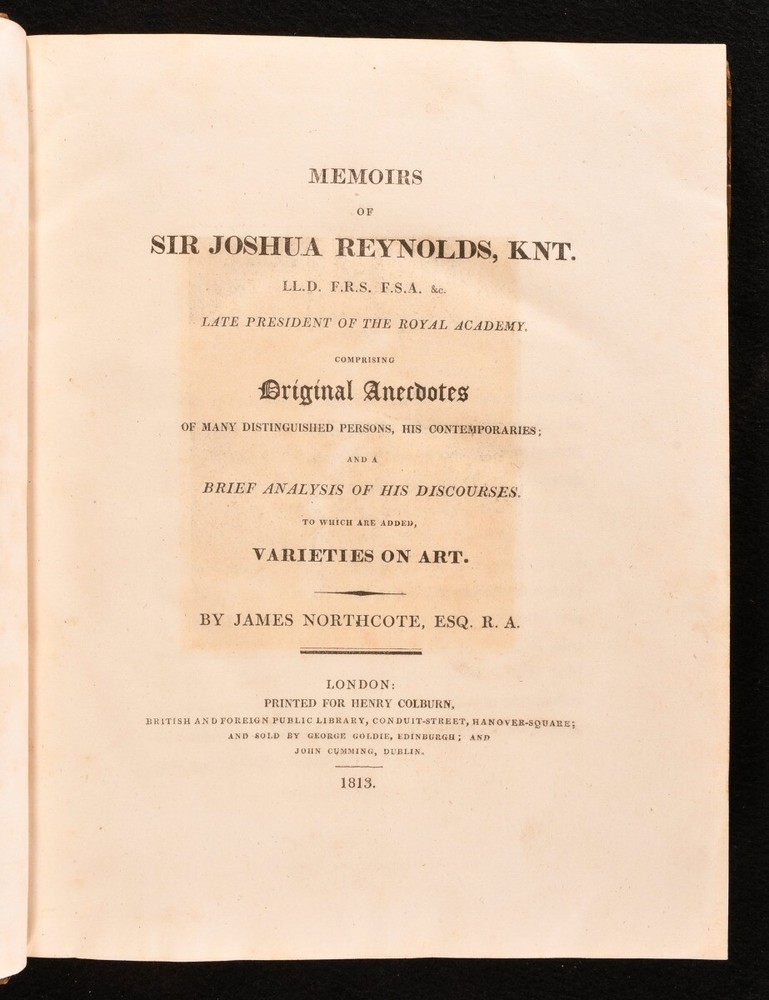 MEMOIRS
OF
SIR JOSHUA REYNOLDS, KNT.
LL.D. F.R.S. F.S.A. &c.
LATE PRESIDENT OF THE ROYAL ACADEMY.
COMPRISING
Original Anecdotes
OF MANY DISTINGUISHED PERSONS, HIS CONTEMPORARIES;
AND A
BRIEF ANALYSIS OF HIS DISCOURSES.
TO WHICH ARE ADDED,
VARIETIES ON ART.
BY JAMES NORTHCOTE, ESQ. R. A.
LONDON:
PRINTED FOR HENRY COLBURN,
BRITISH AND FOREIGN PUBLIC LIBRARY, CONDUIT-STREET, HANOVER-SQUARE;
AND SOLD BY GEORGE GOLDIE, EDINBURGH; AND
JOHN CUMMING, DUBLIN.
1813.